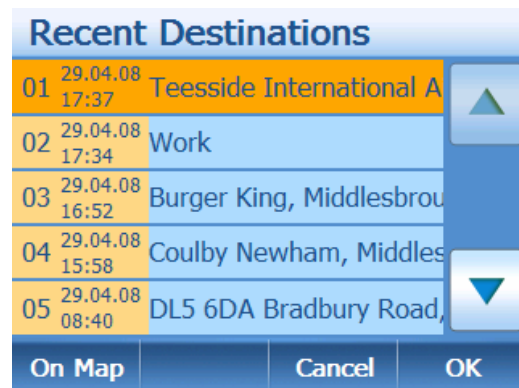 Recent Destinations
01 29.04.08 17:37 Teesside International A
02 29.04.08 17:34 Work
03 29.04.08 16:52 Burger King, Middlesbrou
04 29.04.08 15:58 Coulby Newham, Middles
05 29.04.08 08:40 DL5 6DA Bradbury Road,
On Map Cancel OK